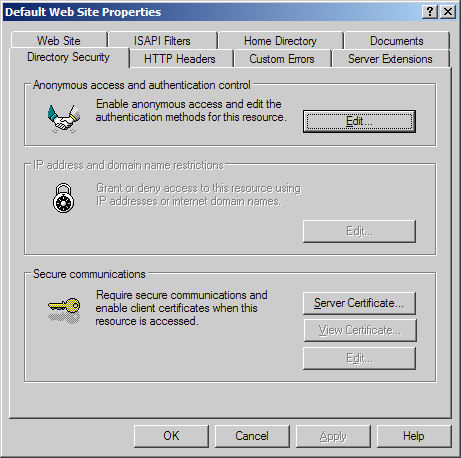 Default Web Site Properties
Web Site
ISAPI Filters
Home Directory
Documents
Directory Security
HTTP Headers
Custom Errors
Server Extensions
Anonymous access and authentication control
Enable anonymous access and edit the
authentication methods for this resource.
Edit...
IP address and domain name restrictions
Grant or deny access to this resource using
IP addresses or internet domain names.
Edit...
Secure communications
Require secure communications and
enable client certificates when this
resource is accessed.
Server Certificate...
View Certificate...
Edit...
OK
Cancel
Apply
Help